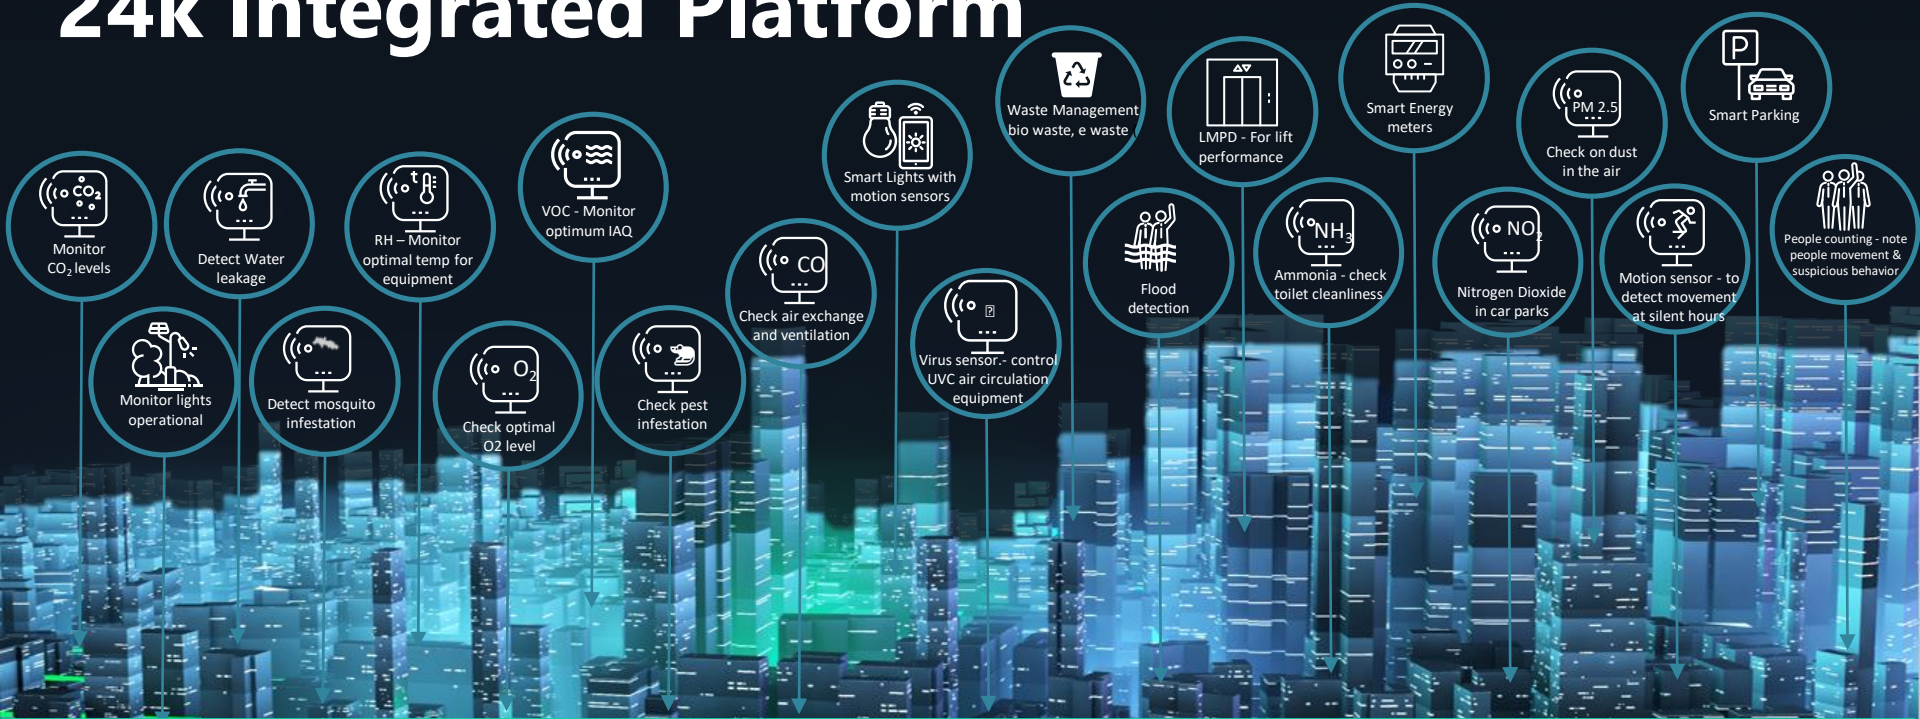 24k Integrated Platform
CO₂
Monitor
CO₂ levels
Monitor lights
operational
Detect Water
leakage
Detect mosquito
infestation
t
RH – Monitor
optimal temp for
equipment
O₂
Check optimal
O2 level
VOC - Monitor
optimum IAQ
Check pest
infestation
CO
Check air exchange
and ventilation
Smart Lights with
motion sensors
Virus sensor.- control
UVC air circulation
equipment
Waste Management
bio waste, e waste
Flood
detection
LMPD - For lift
performance
NH₃
Ammonia - check
toilet cleanliness
Smart Energy
meters
NO₂
Nitrogen Dioxide
in car parks
PM 2.5
Check on dust
in the air
Motion sensor - to
detect movement
at silent hours
P
Smart Parking
People counting - note
people movement &
suspicious behavior